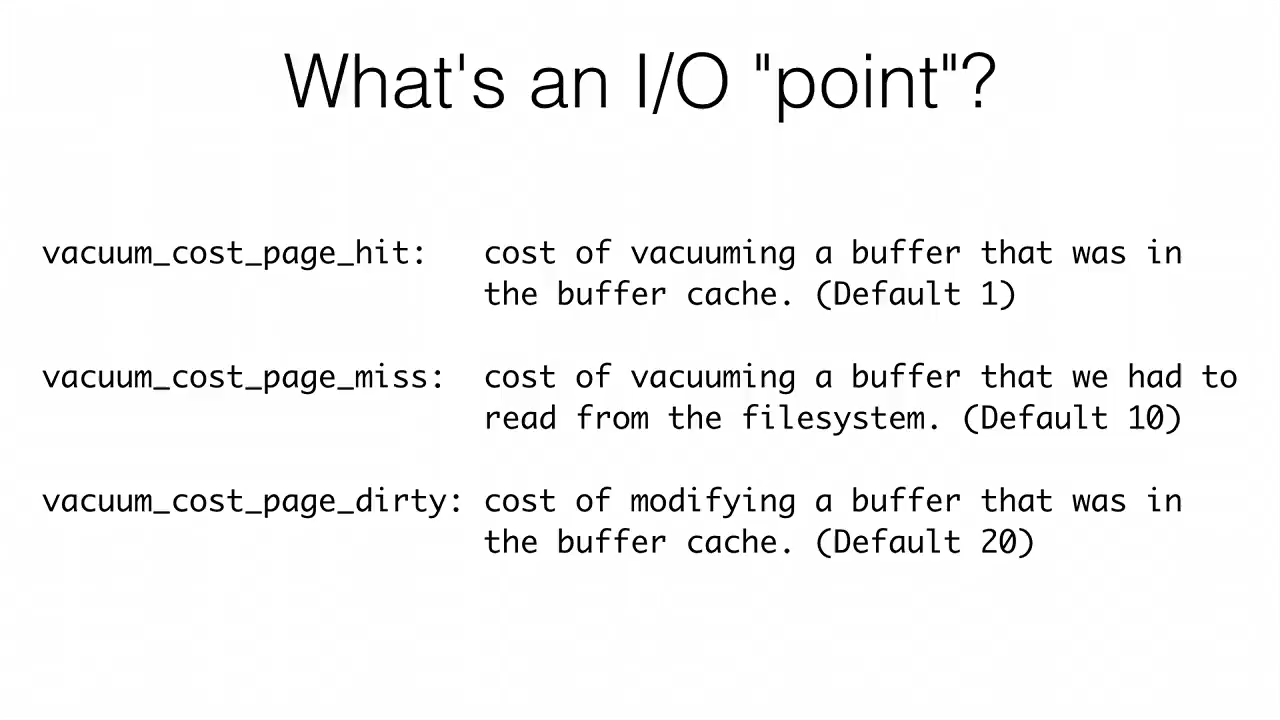 What's an I/O "point"?
vacuum_cost_page_hit: cost of vacuuming a buffer that was in
the buffer cache. (Default 1)
vacuum_cost_page_miss: cost of vacuuming a buffer that we had to
read from the filesystem. (Default 10)
vacuum_cost_page_dirty: cost of modifying a buffer that was in
the buffer cache. (Default 20)